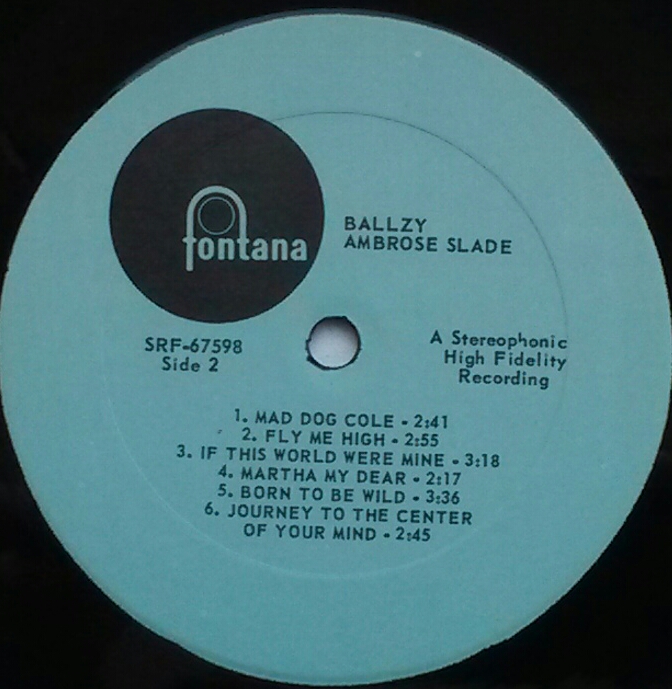 fontana
BALLZY
AMBROSE SLADE
SRF-67598
Side 2
A Stereophonic
High Fidelity
Recording
1. MAD DOG COLE - 2:41
2. FLY ME HIGH - 2:55
3. IF THIS WORLD WERE MINE - 3:18
4. MARTHA MY DEAR - 2:17
5. BORN TO BE WILD - 3:36
6. JOURNEY TO THE CENTER
OF YOUR MIND - 2:45